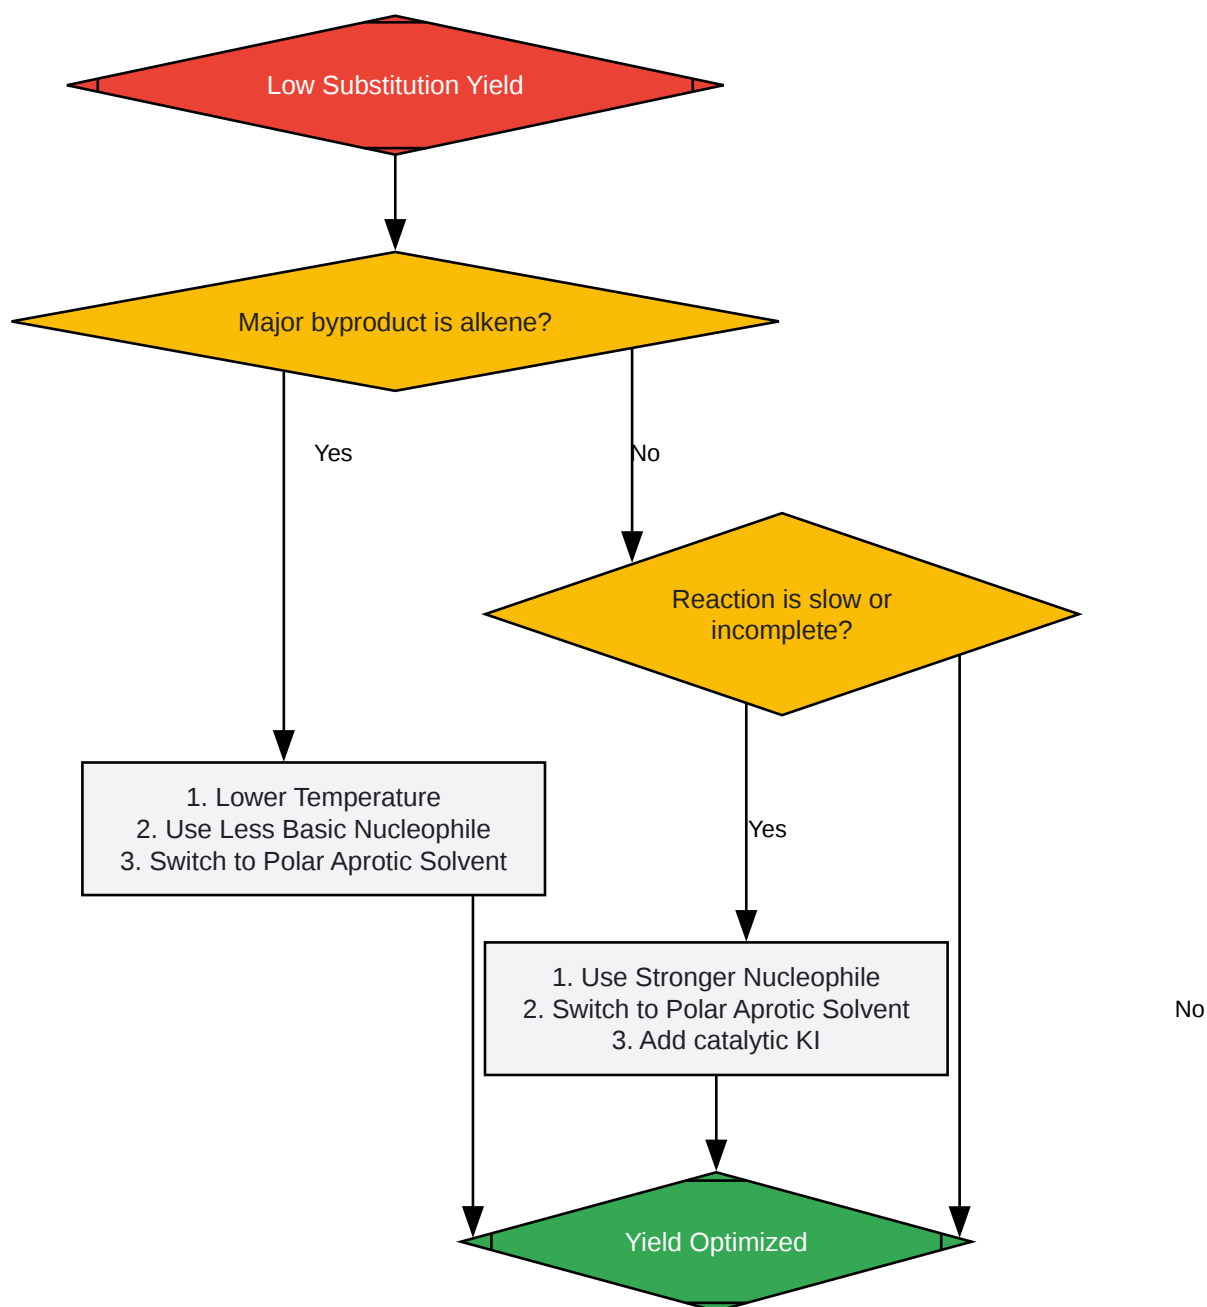 Low Substitution Yield
Major byproduct is alkene?
Yes
No
Reaction is slow or
incomplete?
1. Lower Temperature
2. Use Less Basic Nucleophile
3. Switch to Polar Aprotic Solvent
Yes
1. Use Stronger Nucleophile
2. Switch to Polar Aprotic Solvent
3. Add catalytic KI
No
Yield Optimized